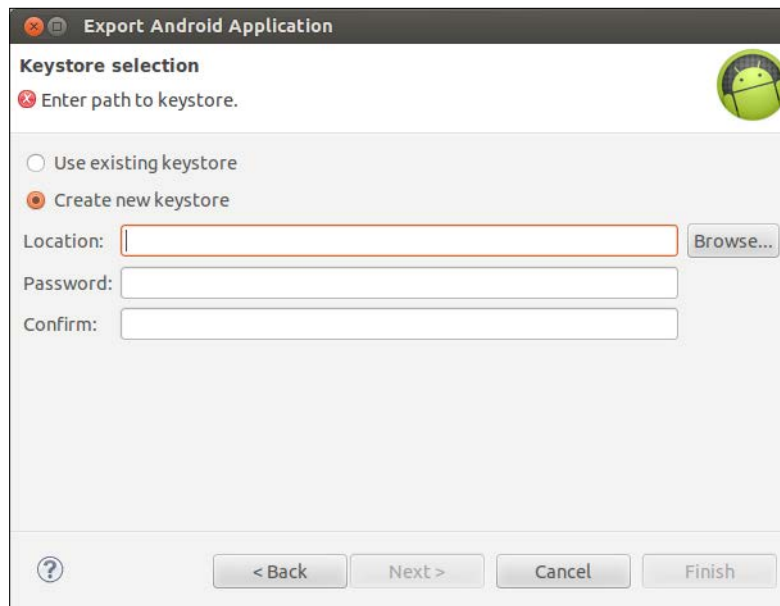 Export Android Application
Keystore selection
Enter path to keystore.
Use existing keystore
Create new keystore
Location:
Browse...
Password:
Confirm:
< Back
Next >
Cancel
Finish